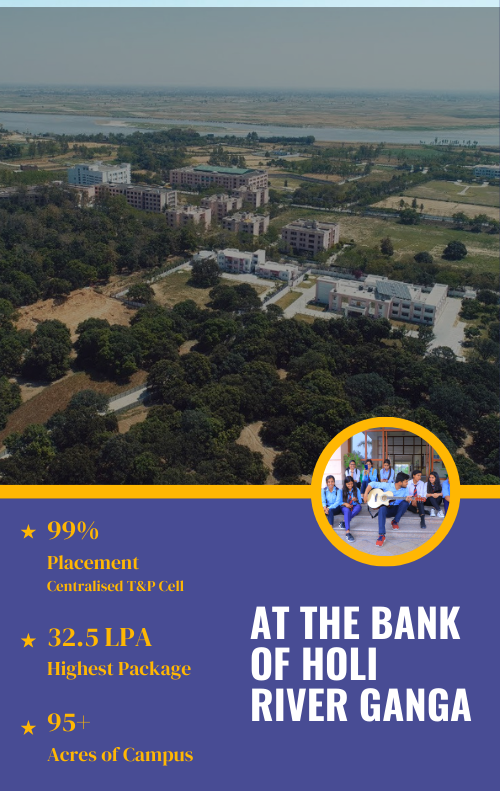 99%
Placement
Centralised T&P Cell
32.5 LPA
Highest Package
95+
Acres of Campus
AT THE BANK
OF HOLI
RIVER GANGA